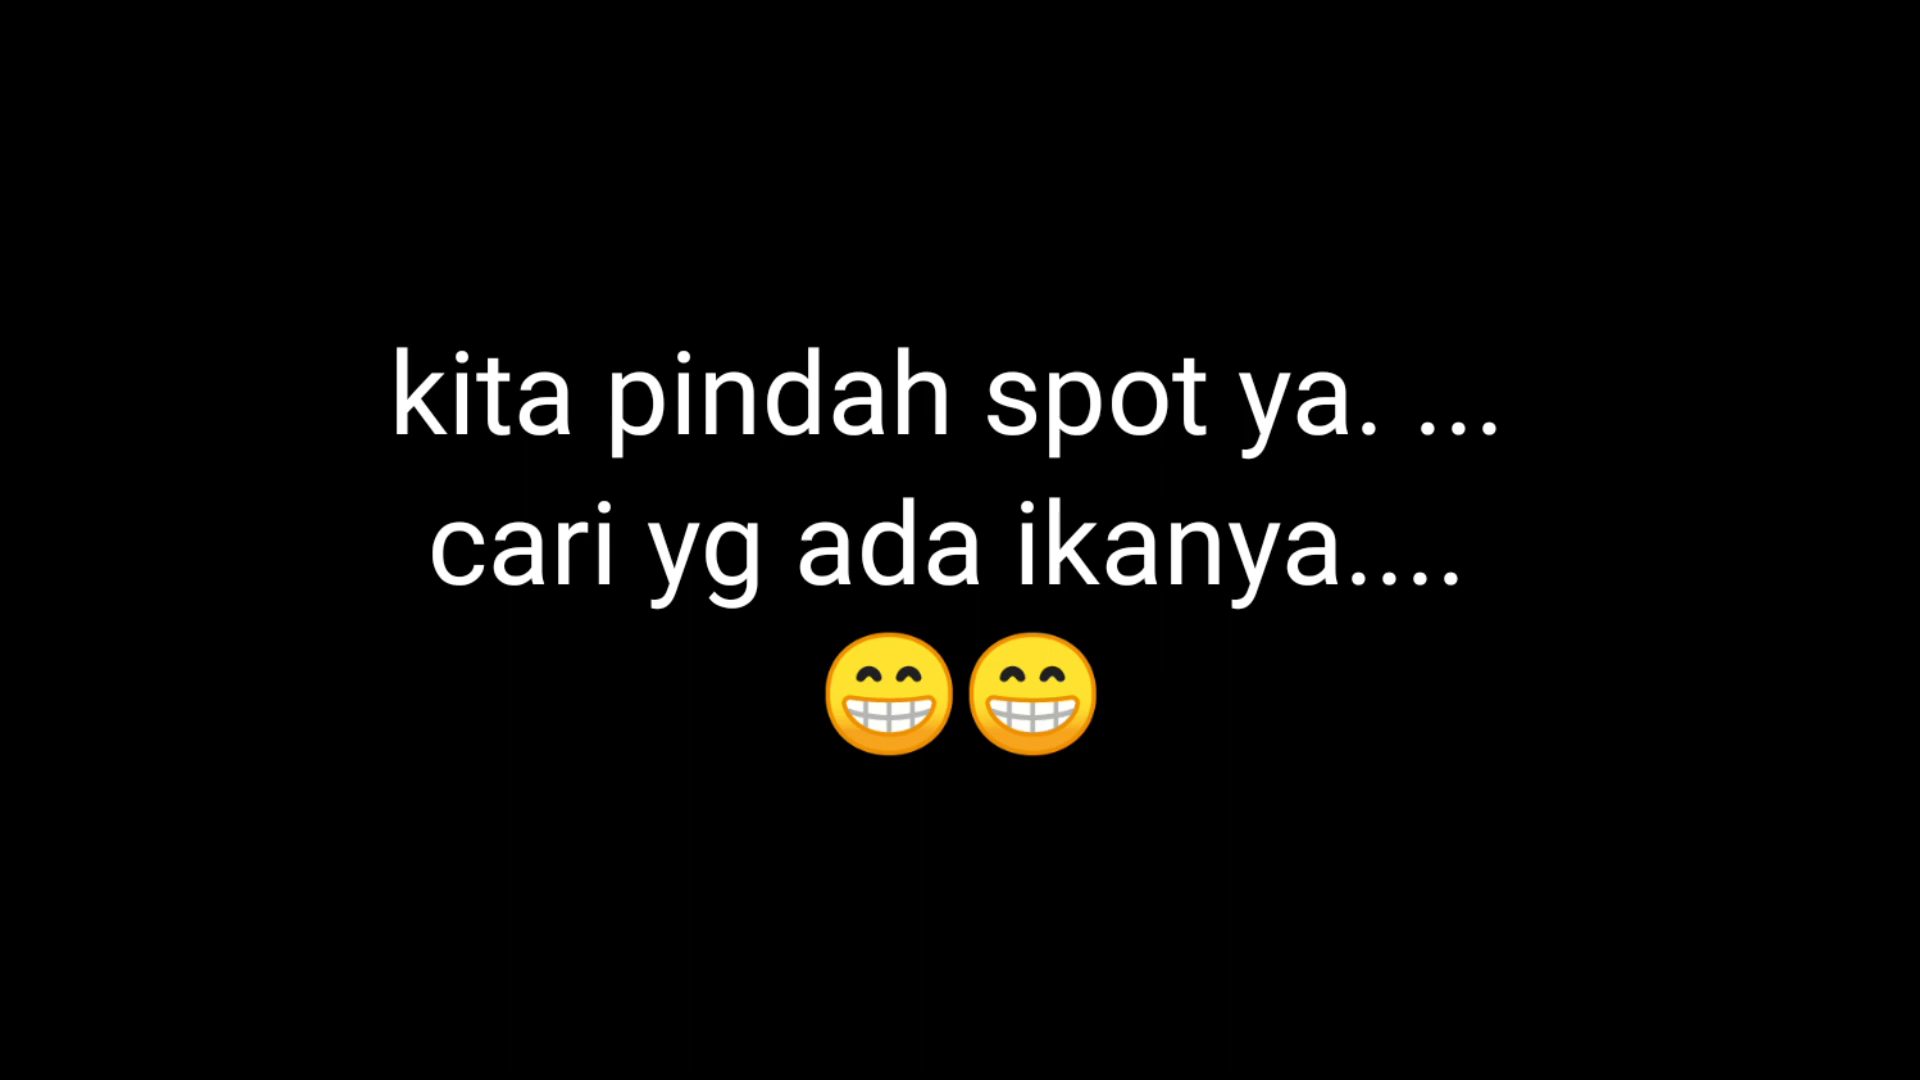 kita pindah spot ya. ...
cari yg ada ikanya....
😁😁